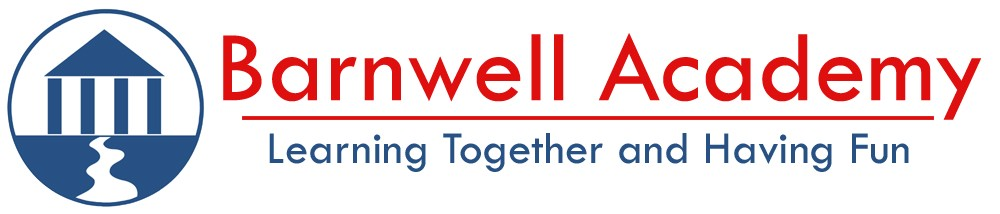 Barnwell Academy
Learning Together and Having Fun